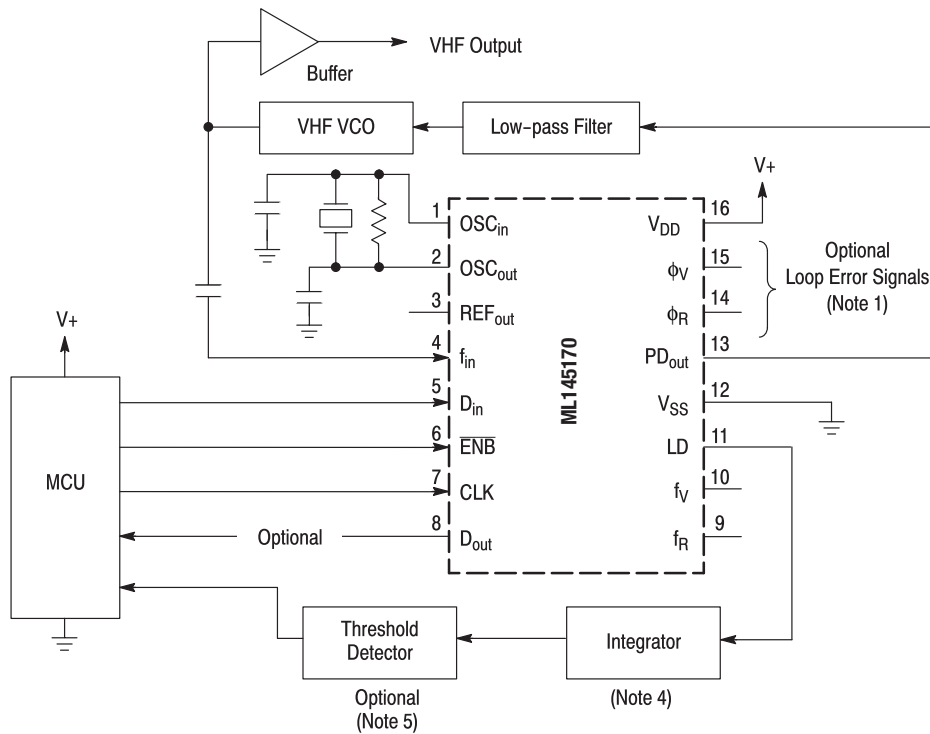 VHF Output
Buffer
VHF VCO
Low-pass Filter
V+
1
OSCin
16
VDD
2
OSCout
15
ϕV
Optional
Loop Error Signals
(Note 1)
3
REFout
14
ϕR
V+
4
fin
13
PDout
ML145170
5
Din
12
VSS
MCU
6
ENB
11
LD
7
CLK
10
fV
Optional
8
Dout
9
fR
Threshold
Detector
Integrator
Optional
(Note 5)
(Note 4)